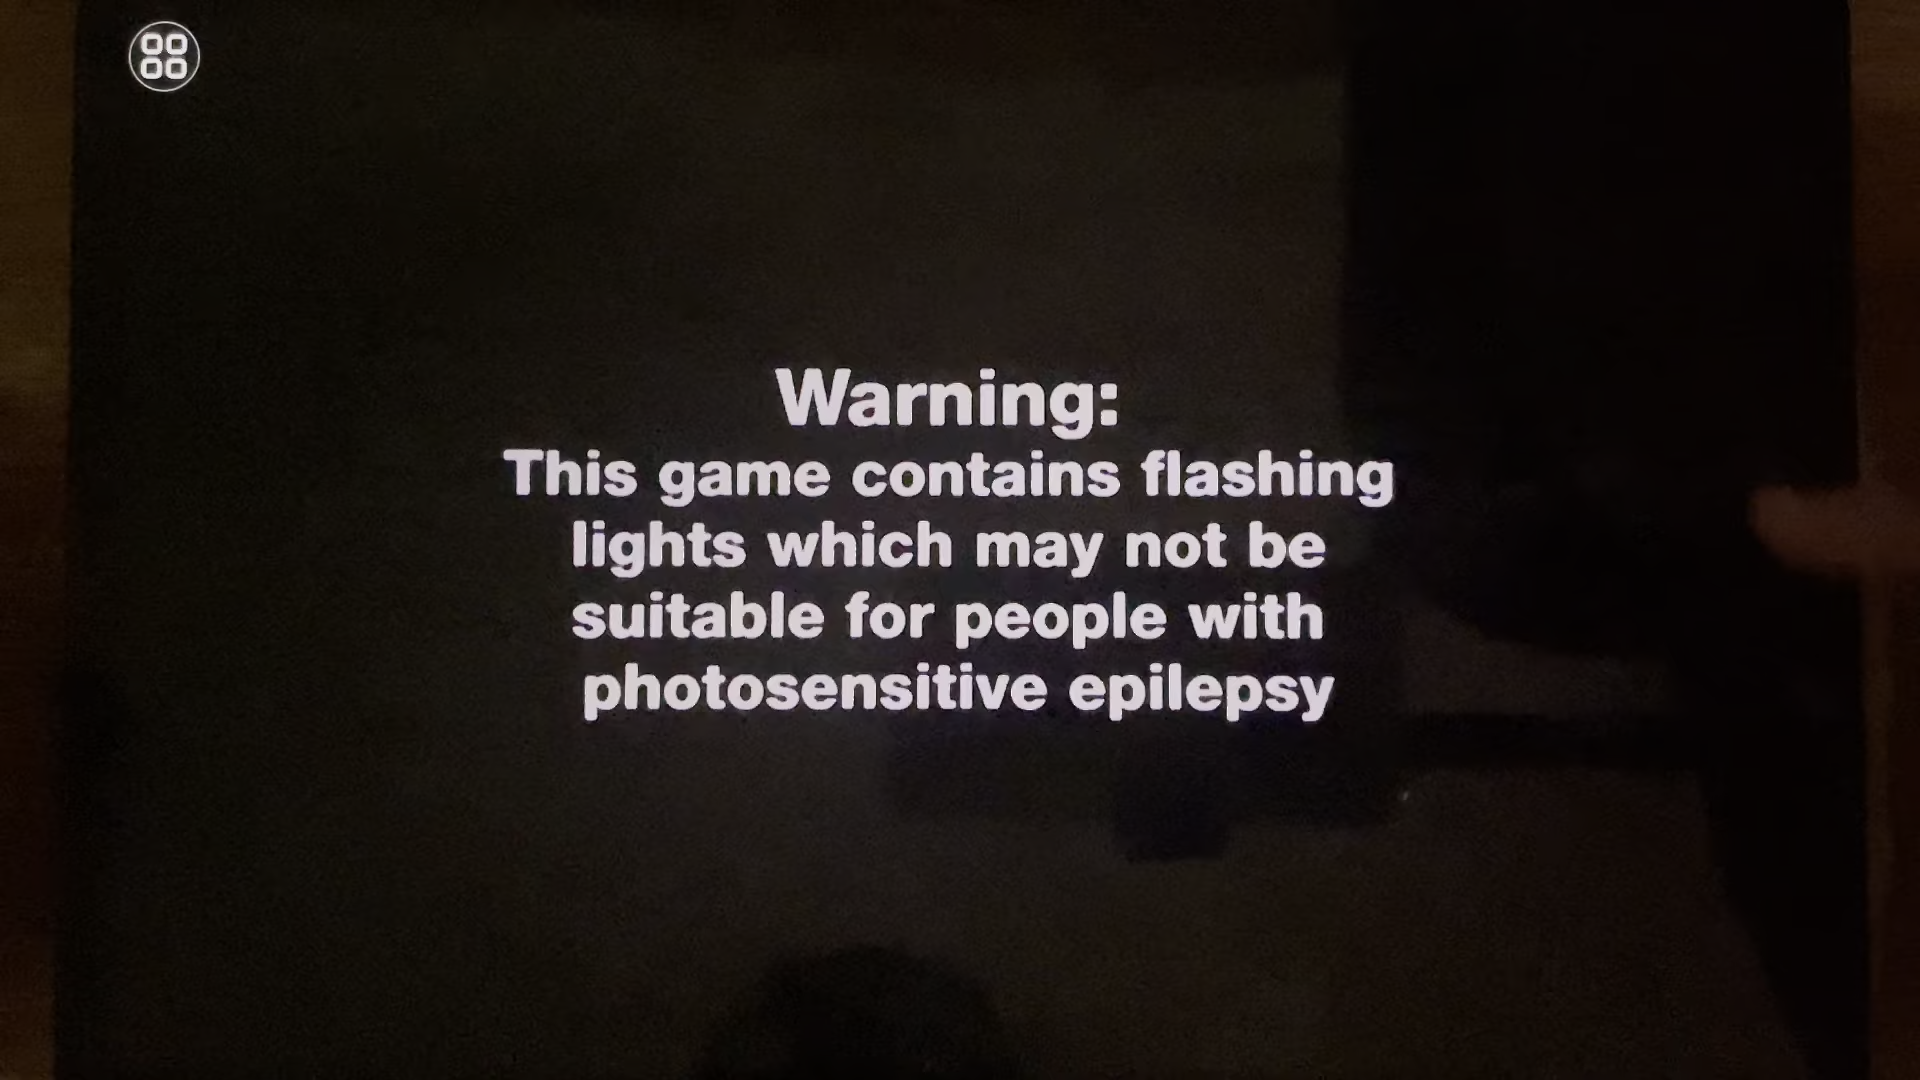 Warning:
This game contains flashing
lights which may not be
suitable for people with
photosensitive epilepsy